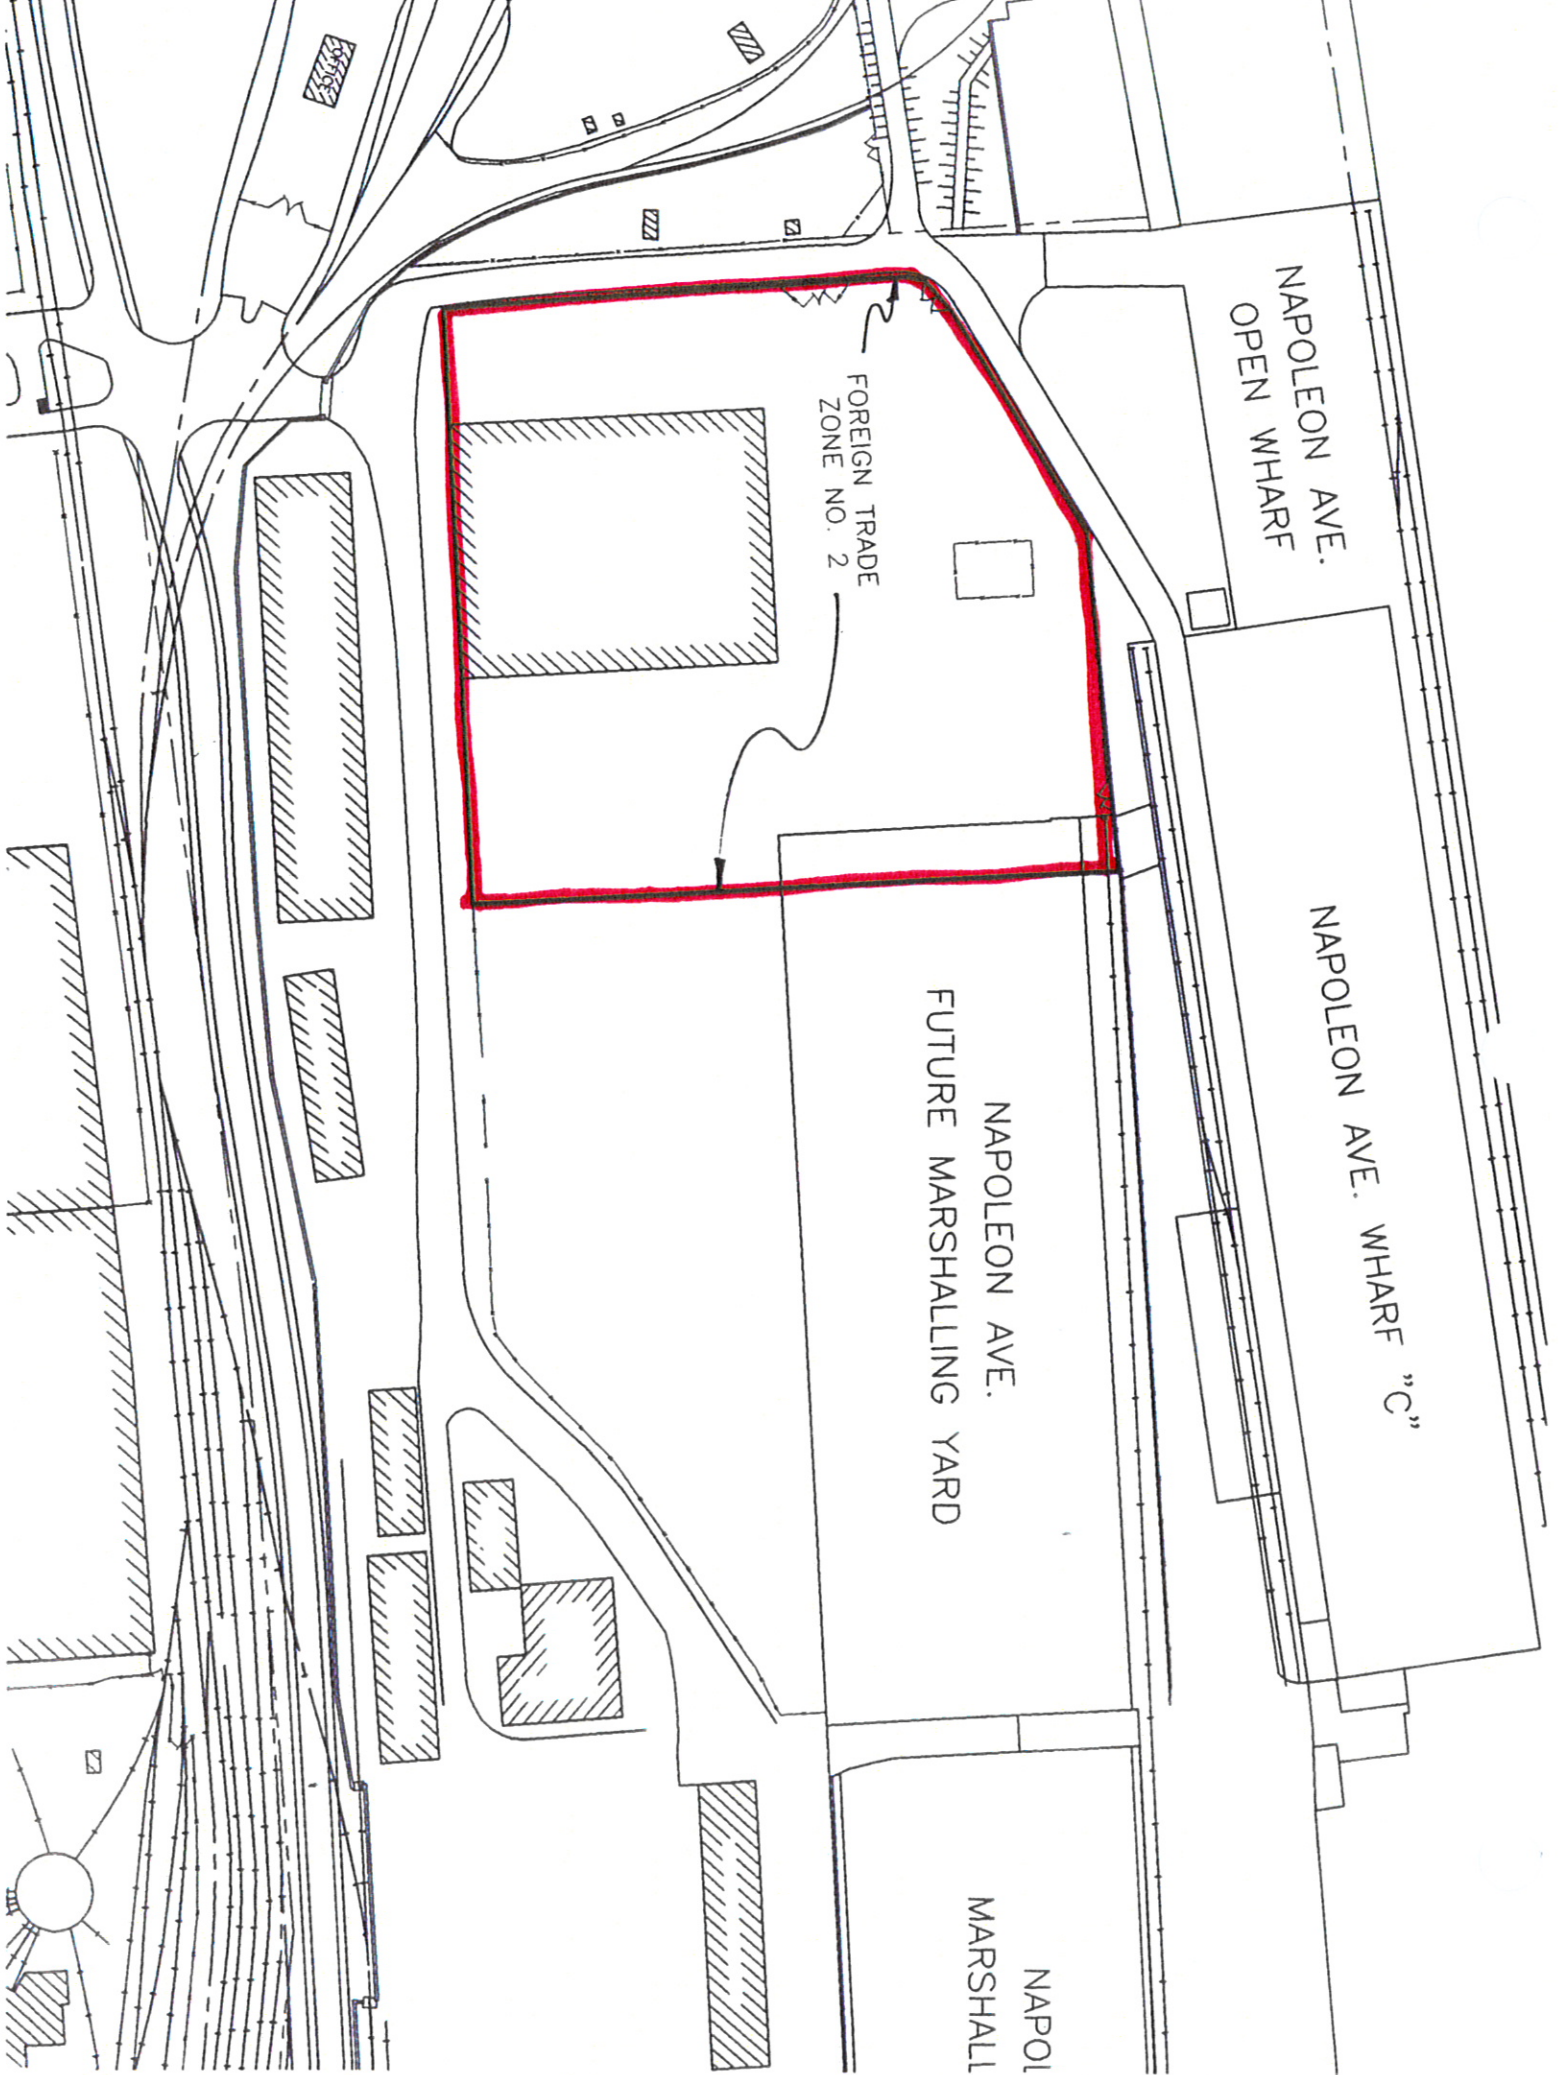 OFFICE
NAPOLEON AVE.
OPEN WHARF
FOREIGN TRADE
ZONE NO. 2
NAPOLEON AVE. WHARF "C"
NAPOLEON AVE.
FUTURE MARSHALLING YARD
NAPOL
MARSHALL